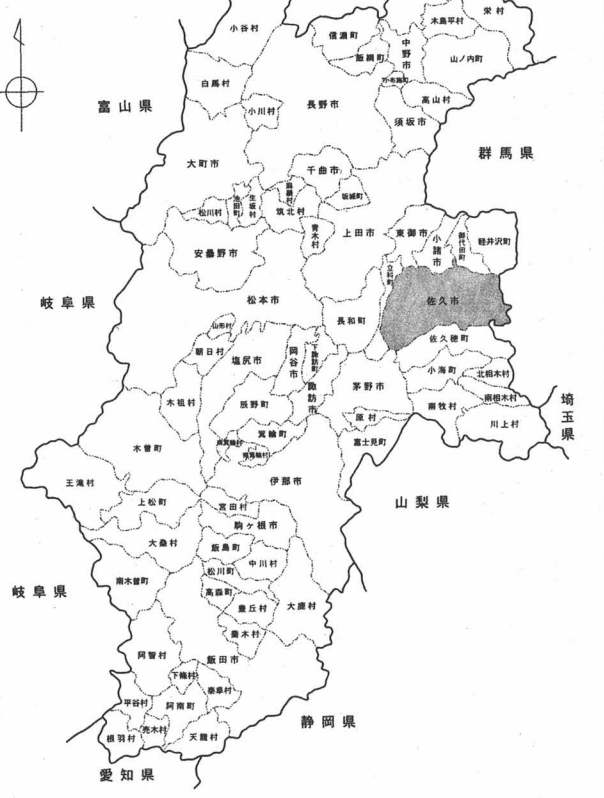 栄村
木島平村
小谷村
信濃町
中野市
飯綱町
山ノ内町
小布施町
白馬村
高山村
富山県
小川村
長野市
須坂市
群馬県
大町市
千曲市
麻績村
坂城町
生坂村
池田町
松川村
筑北村
青木村
上田市
東御市
小諸市
御代田町
軽井沢町
安曇野市
立科町
岐阜県
松本市
佐久市
長和町
山形村
佐久穂町
朝日村
塩尻市
岡谷市
下諏訪町
諏訪市
茅野市
小海町
北相木村
木祖村
辰野町
南相木村
南牧村
埼玉県
原村
川上村
箕輪町
富士見町
木曽町
南箕輪村
伊那市
王滝村
上松町
宮田村
山梨県
駒ヶ根市
大桑村
飯島町
中川村
松川町
南木曽町
岐阜県
高森町
豊丘村
大鹿村
喬木村
阿智村
飯田市
下條村
泰阜村
平谷村
阿南町
売木村
静岡県
根羽村
天龍村
愛知県